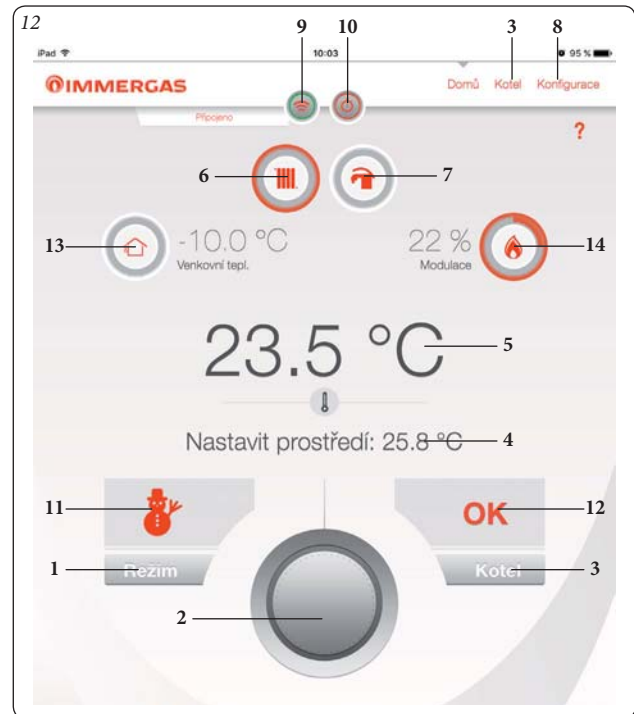 12
9 10 3 8
iPad 10:03 95 %
IMMERGAS
Domů Kotel Konfigurace
Připojeno
?
6 7
13 -10.0 °C 22 % 14
Venkovní tepl. Modulace
23.5 °C 5
Nastavit prostředí: 25.8 °C 4
11 OK 12
1 Režim Kotel 3
2